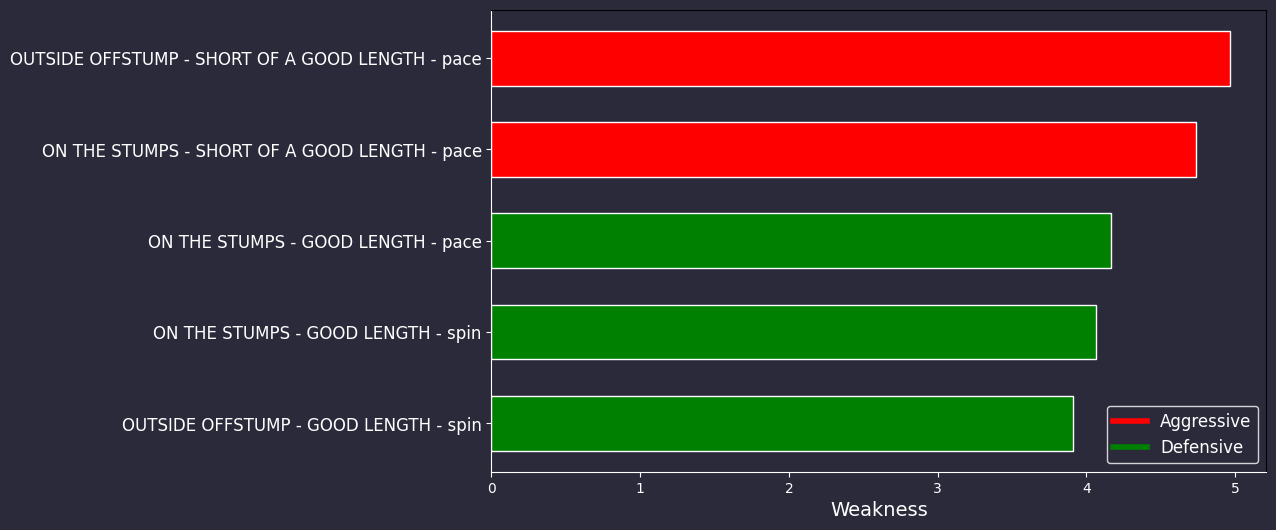 OUTSIDE OFFSTUMP - SHORT OF A GOOD LENGTH - pace
ON THE STUMPS - SHORT OF A GOOD LENGTH - pace
ON THE STUMPS - GOOD LENGTH - pace
ON THE STUMPS - GOOD LENGTH - spin
OUTSIDE OFFSTUMP - GOOD LENGTH - spin
Aggressive
Defensive
0 1 2 3 4 5
Weakness